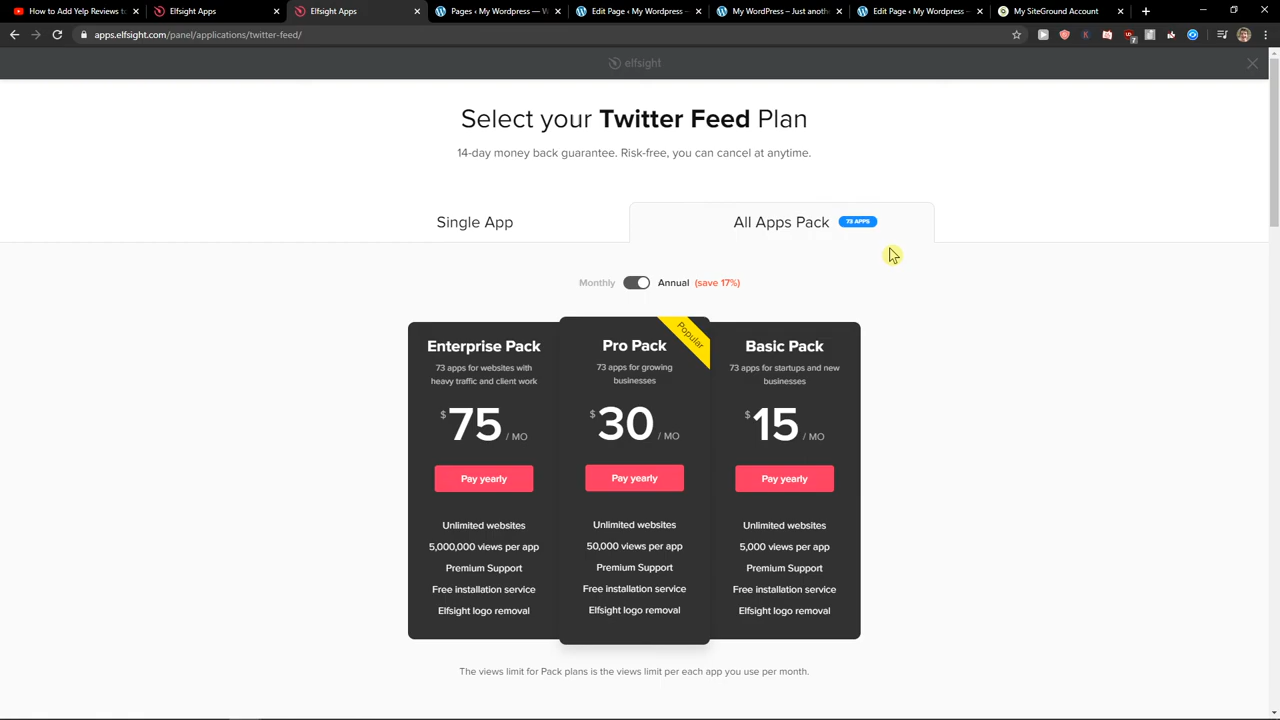 How to Add Yelp Reviews to
Elfsight Apps
Elfsight Apps
Pages ‹ My Wordpress — W
Edit Page ‹ My Wordpress —
My WordPress – Just anoth
Edit Page ‹ My Wordpress —
My SiteGround Account
apps.elfsight.com/panel/applications/twitter-feed/
elfsight
Select your Twitter Feed Plan
14-day money back guarantee. Risk-free, you can cancel at anytime.
Single App
All Apps Pack 73 APPS
Monthly Annual (save 17%)
Enterprise Pack
73 apps for websites with
heavy traffic and client work
$75 / MO
Pay yearly
Unlimited websites
5,000,000 views per app
Premium Support
Free installation service
Elfsight logo removal
Popular
Pro Pack
73 apps for growing
businesses
$30 / MO
Pay yearly
Unlimited websites
50,000 views per app
Premium Support
Free installation service
Elfsight logo removal
Basic Pack
73 apps for startups and new
businesses
$15 / MO
Pay yearly
Unlimited websites
5,000 views per app
Premium Support
Free installation service
Elfsight logo removal
The views limit for Pack plans is the views limit per each app you use per month.